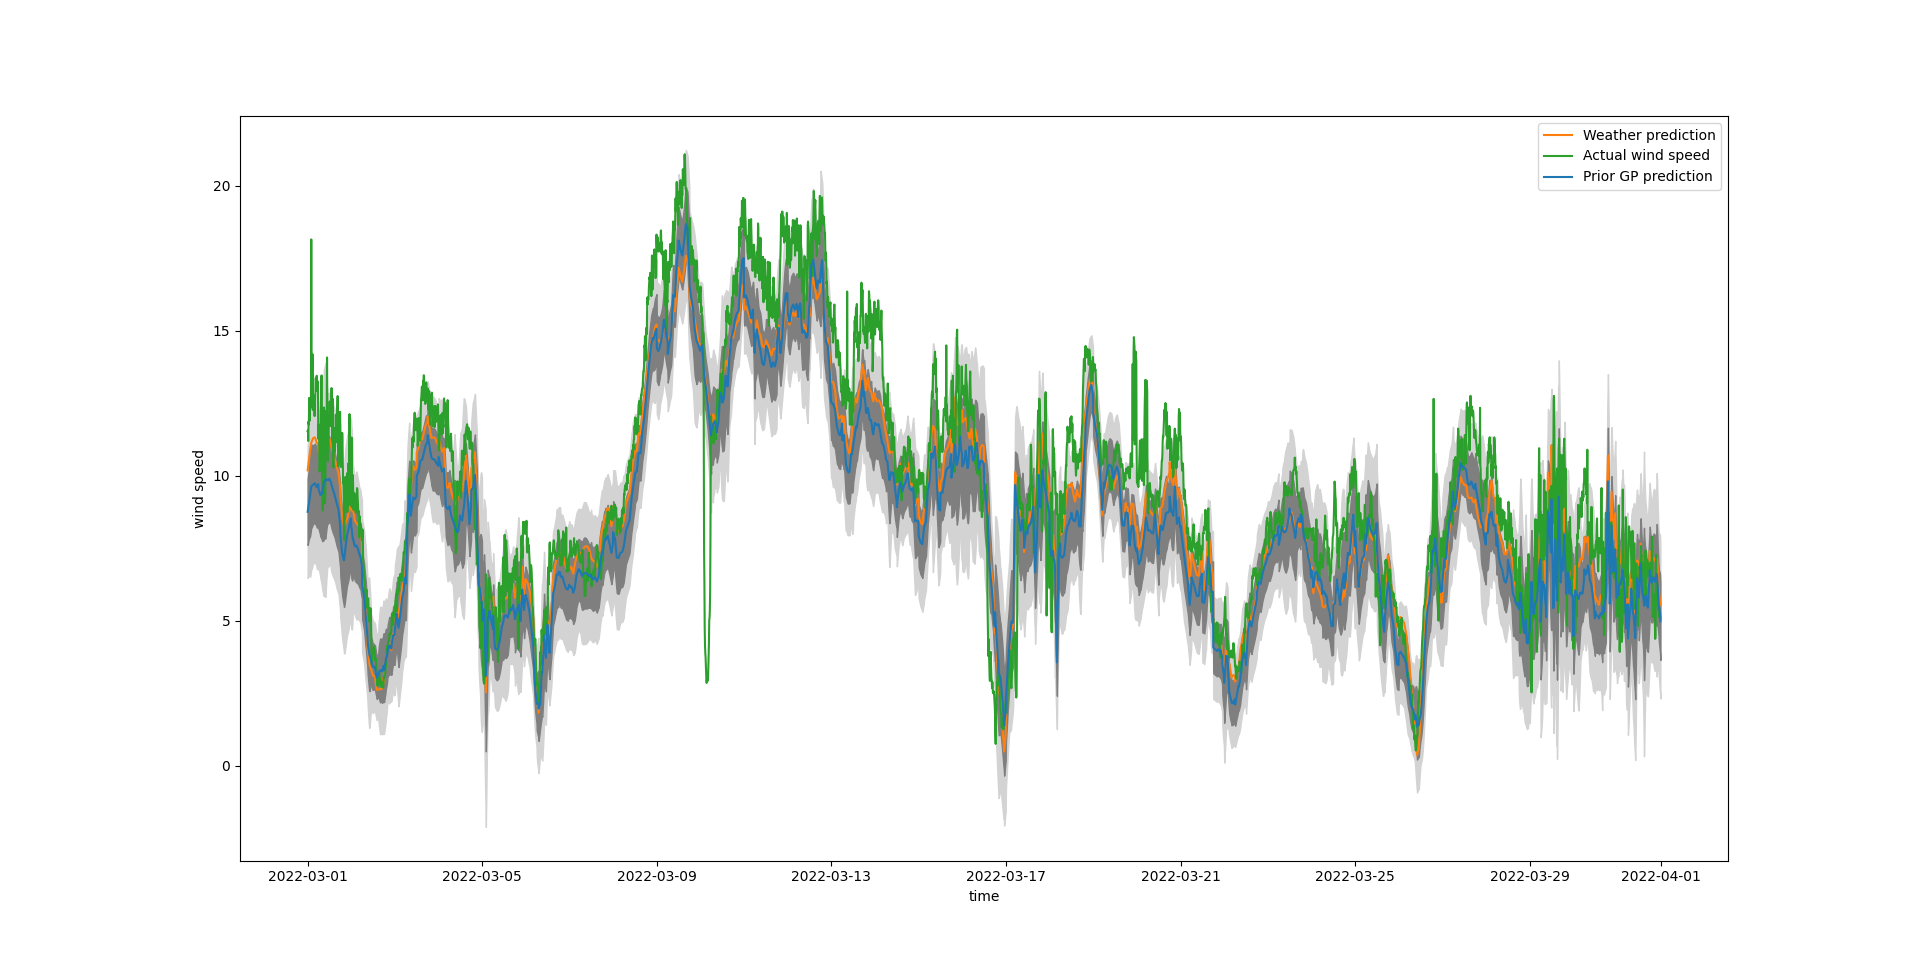 Weather prediction
Actual wind speed
Prior GP prediction
wind speed
20
15
10
5
0
2022-03-01 2022-03-05 2022-03-09 2022-03-13 2022-03-17 2022-03-21 2022-03-25 2022-03-29 2022-04-01
time